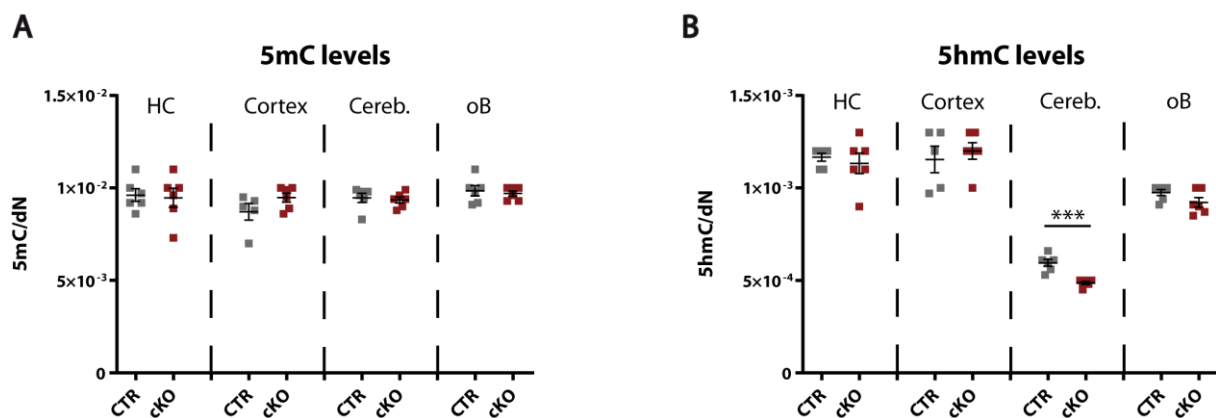 A
5mC levels
HC Cortex Cereb. oB
1.5×10⁻²
1×10⁻²
5×10⁻³
0
5mC/dN
CTR cKO CTR cKO CTR cKO CTR cKO
B
5hmC levels
HC Cortex Cereb. oB
1.5×10⁻³
1×10⁻³
5×10⁻⁴
0
5hmC/dN
***
CTR cKO CTR cKO CTR cKO CTR cKO